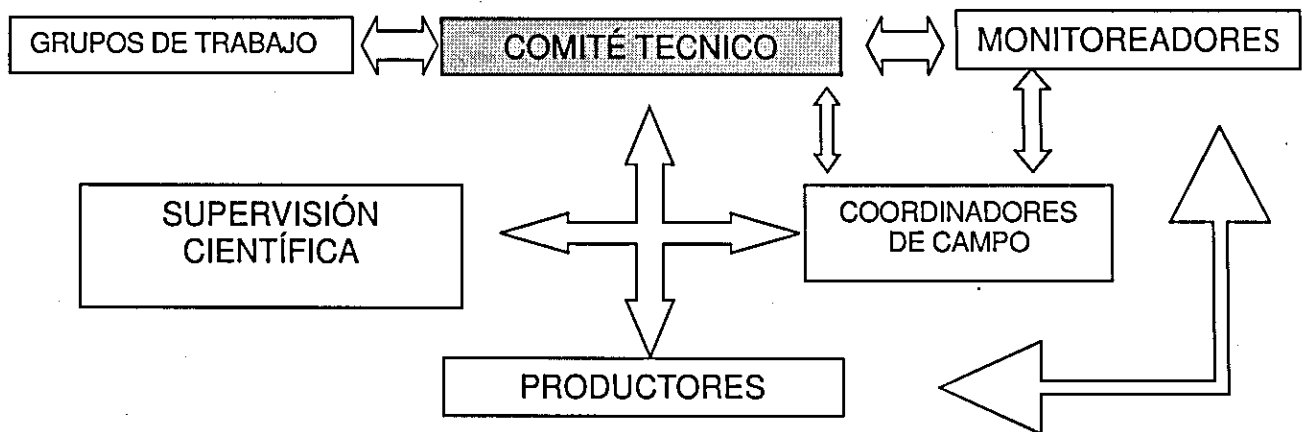 GRUPOS DE TRABAJO
COMITÉ TECNICO
MONITOREADORES
SUPERVISIÓN
CIENTÍFICA
COORDINADORES
DE CAMPO
PRODUCTORES